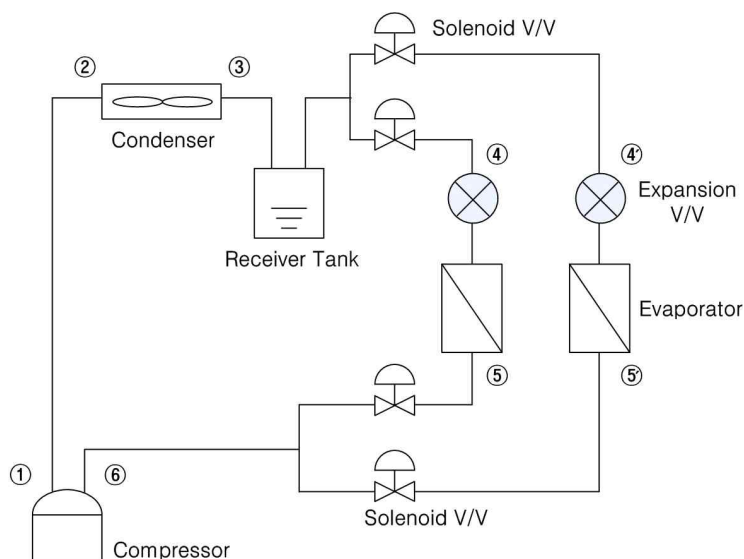 Solenoid V/V
②
③
Condenser
④
④′
Expansion
V/V
Receiver Tank
Evaporator
⑤
⑤′
①
⑥
Solenoid V/V
Compressor